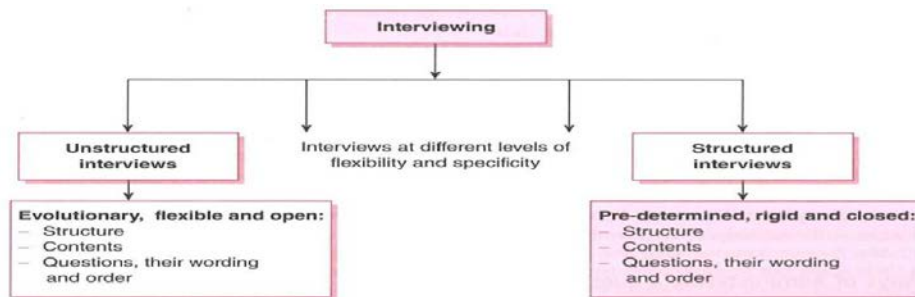 Interviewing
Unstructured
interviews
Interviews at different levels of
flexibility and specificity
Structured
interviews
Evolutionary, flexible and open:
– Structure
– Contents
– Questions, their wording
and order
Pre-determined, rigid and closed:
– Structure
– Contents
– Questions, their wording
and order